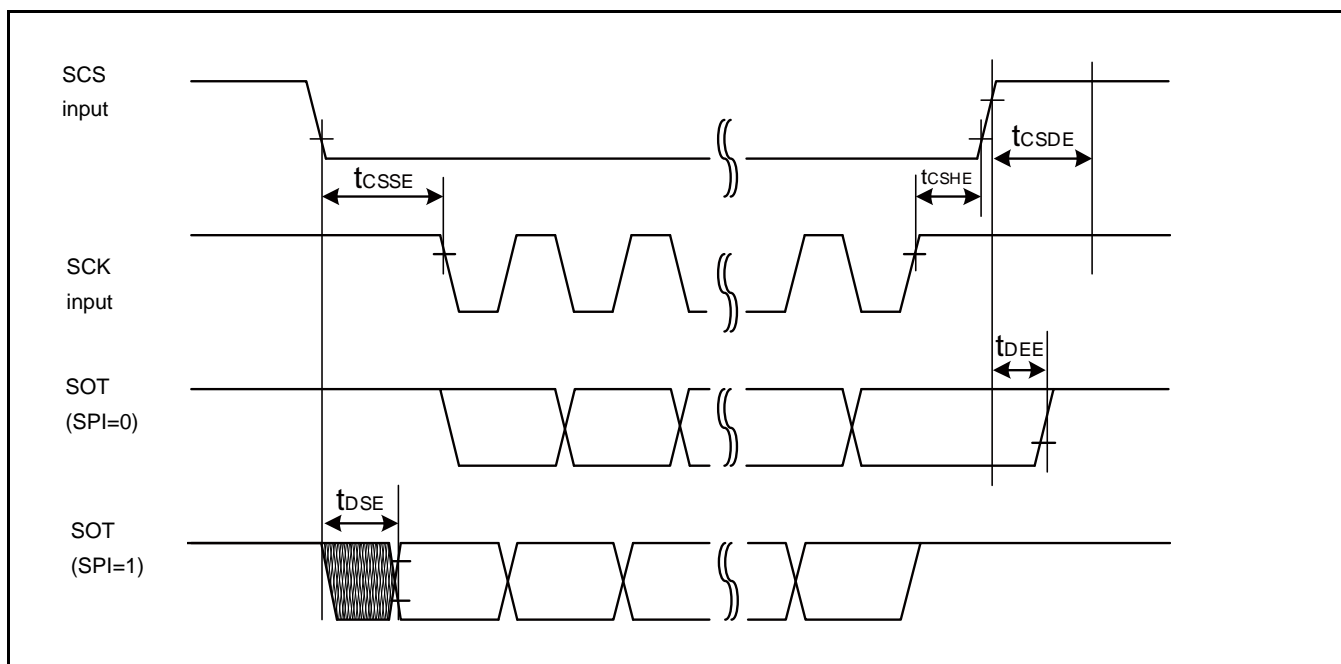 SCS
input
tCSDE
tCSSE
tCSHE
SCK
input
tDEE
SOT
(SPI=0)
tDSE
SOT
(SPI=1)